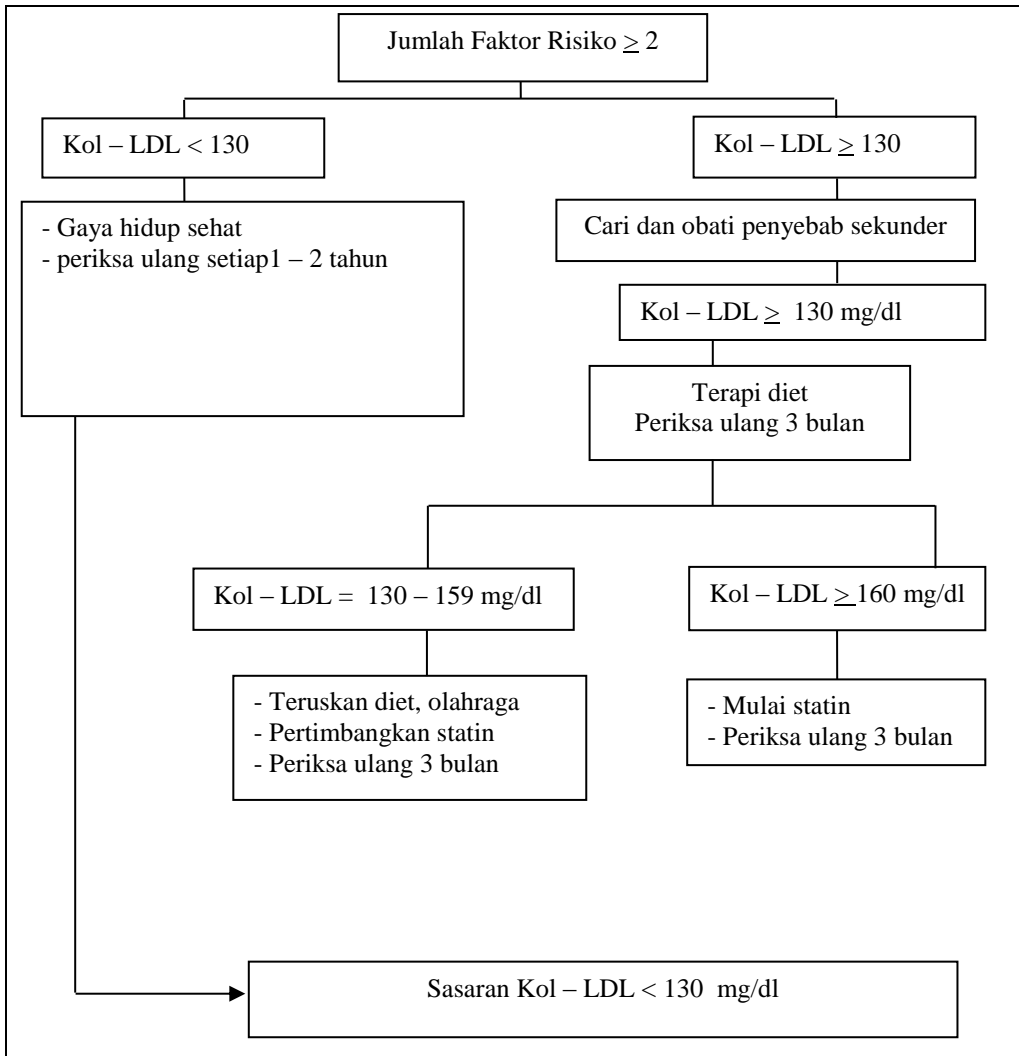 Jumlah Faktor Risiko ≥ 2
Kol – LDL < 130
Kol – LDL ≥ 130
- Gaya hidup sehat
- periksa ulang setiap1 – 2 tahun
Cari dan obati penyebab sekunder
Kol – LDL ≥ 130 mg/dl
Terapi diet
Periksa ulang 3 bulan
Kol – LDL = 130 – 159 mg/dl
Kol – LDL ≥ 160 mg/dl
- Teruskan diet, olahraga
- Pertimbangkan statin
- Periksa ulang 3 bulan
- Mulai statin
- Periksa ulang 3 bulan
Sasaran Kol – LDL < 130 mg/dl